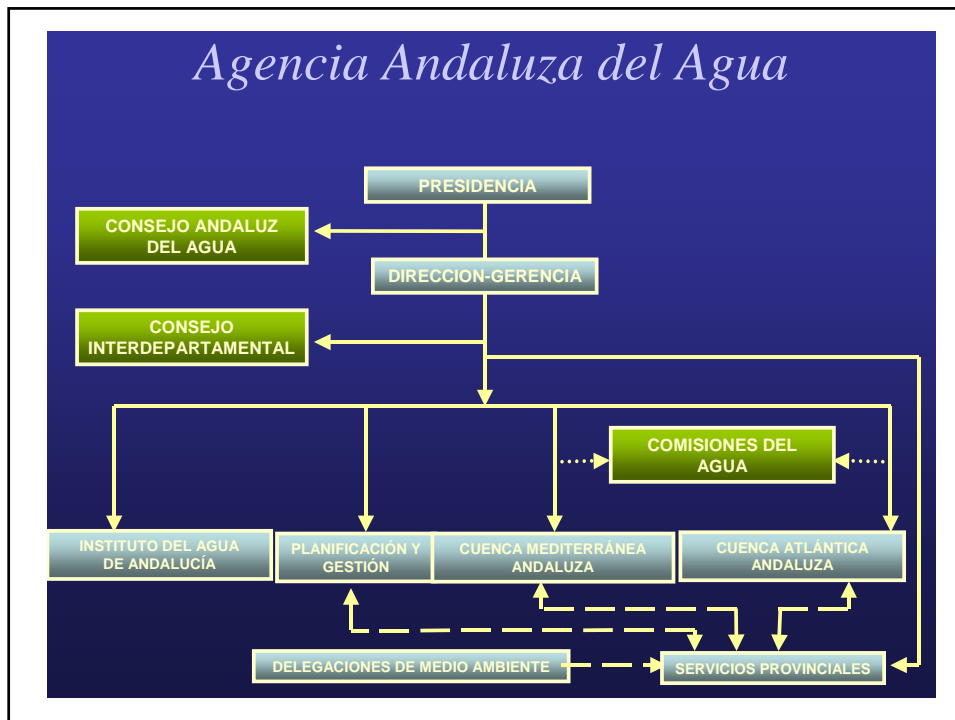 Agencia Andaluza del Agua
PRESIDENCIA
CONSEJO ANDALUZ
DEL AGUA
DIRECCION-GERENCIA
CONSEJO
INTERDEPARTAMENTAL
COMISIONES DEL
AGUA
INSTITUTO DEL AGUA
DE ANDALUCÍA
PLANIFICACIÓN Y
GESTIÓN
CUENCA MEDITERRÁNEA
ANDALUZA
CUENCA ATLÁNTICA
ANDALUZA
DELEGACIONES DE MEDIO AMBIENTE
SERVICIOS PROVINCIALES